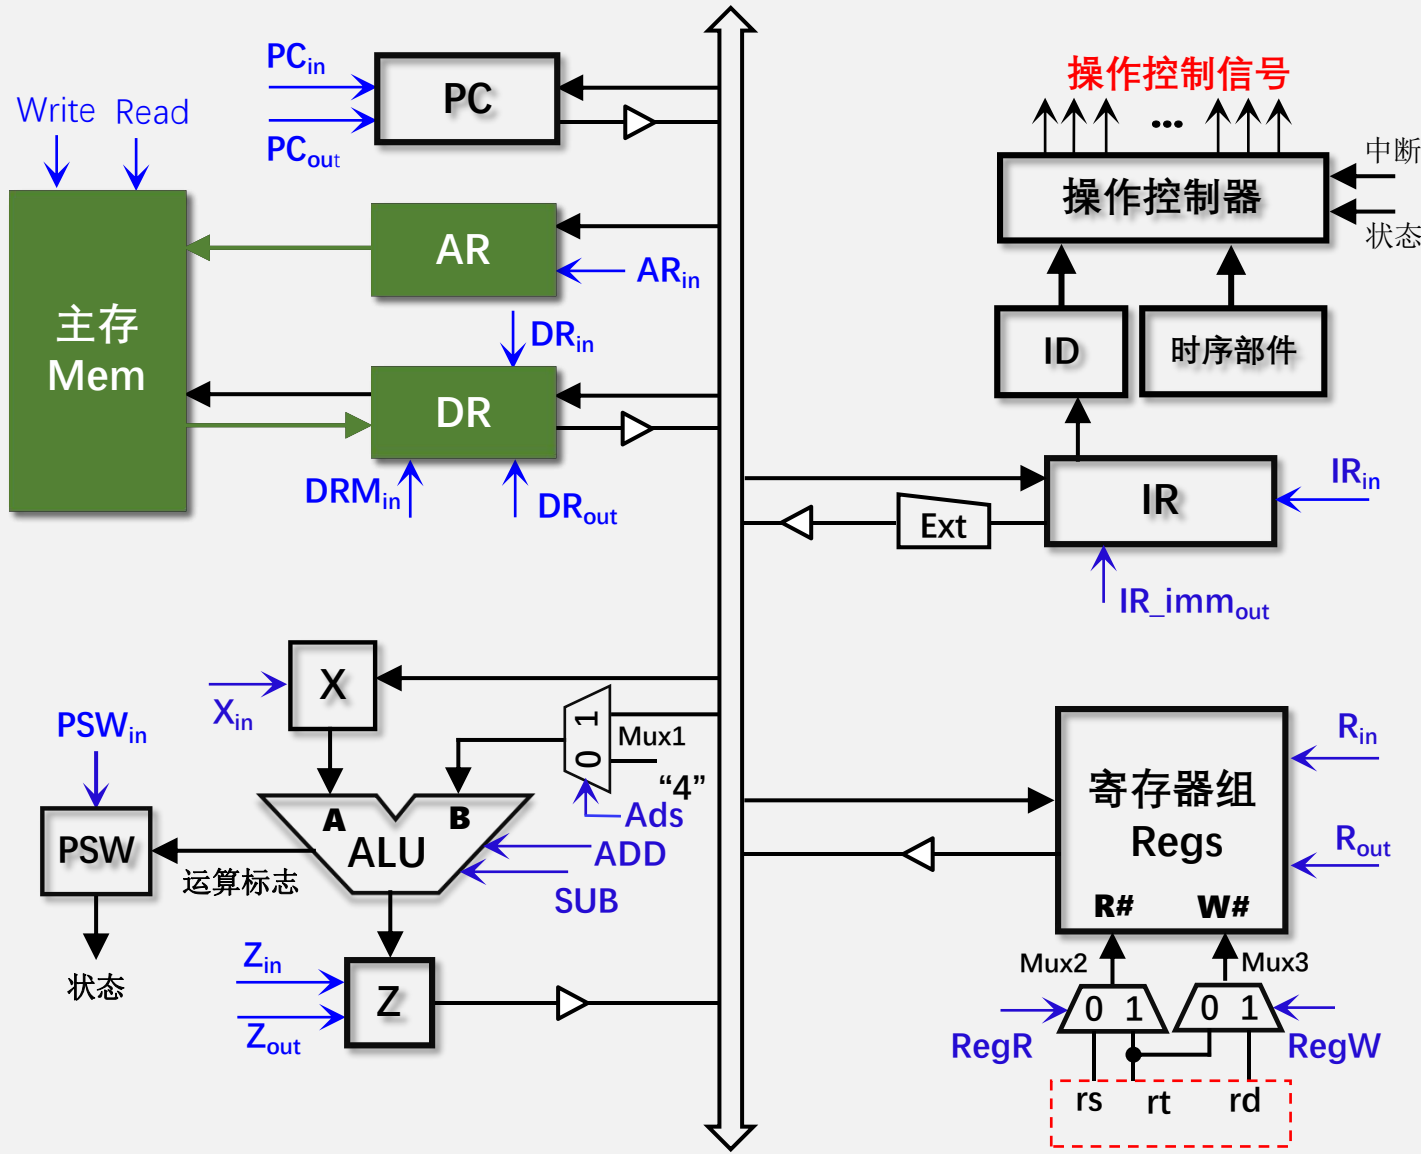 PCin
PC
PCout
Write
Read
主存
Mem
AR
ARin
DRin
DR
DRMin
DRout
操作控制信号
...
操作控制器
中断
状态
ID
时序部件
IR
IRin
Ext
IR_immout
X
Xin
PSWin
PSW
状态
运算标志
1
0
Mux1
“4”
Ads
A
B
ALU
ADD
SUB
Zin
Z
Zout
寄存器组
Regs
Rin
Rout
R#
W#
Mux2
Mux3
0 1
0 1
RegR
RegW
rs
rt
rd